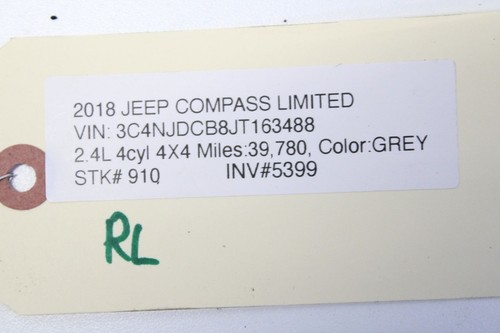 2018 JEEP COMPASS LIMITED
VIN: 3C4NJDCB8JT163488
2.4L 4cyl 4X4 Miles:39,780, Color:GREY
STK# 910 INV#5399
RL